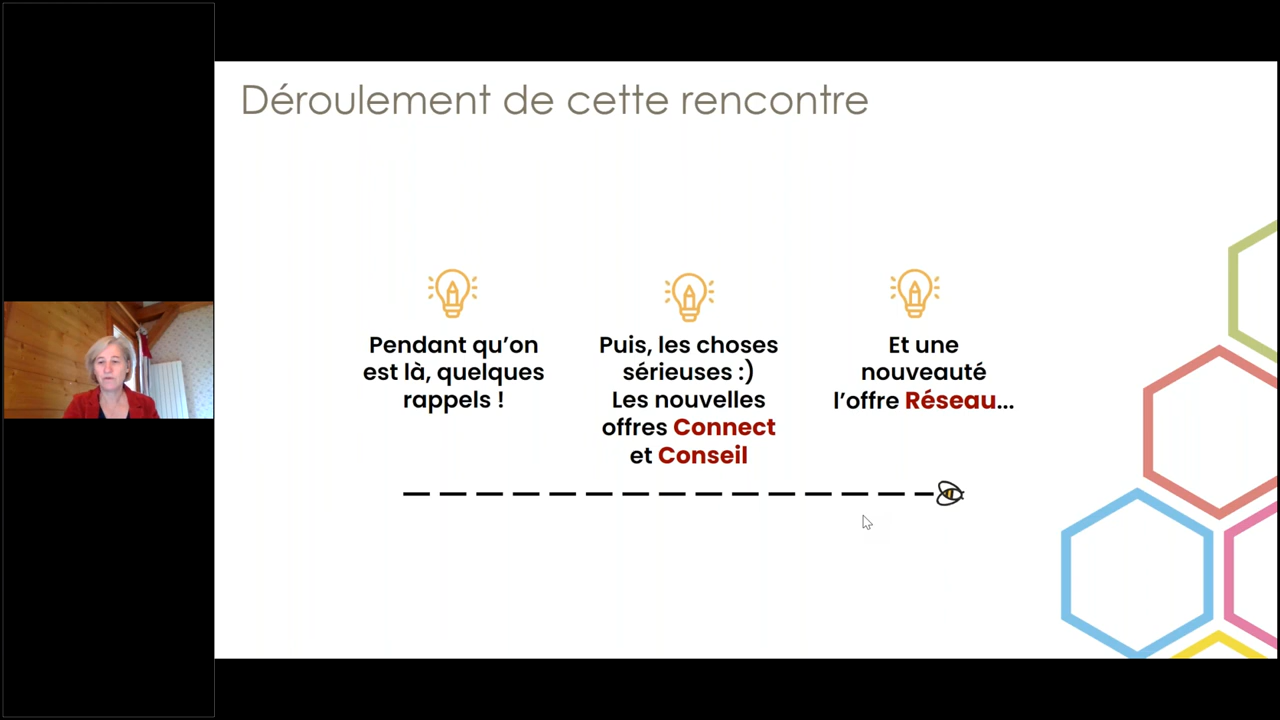 Déroulement de cette rencontre
Pendant qu’on
est là, quelques
rappels !
Puis, les choses
sérieuses :)
Les nouvelles
offres Connect
et Conseil
Et une
nouveauté
l’offre Réseau...